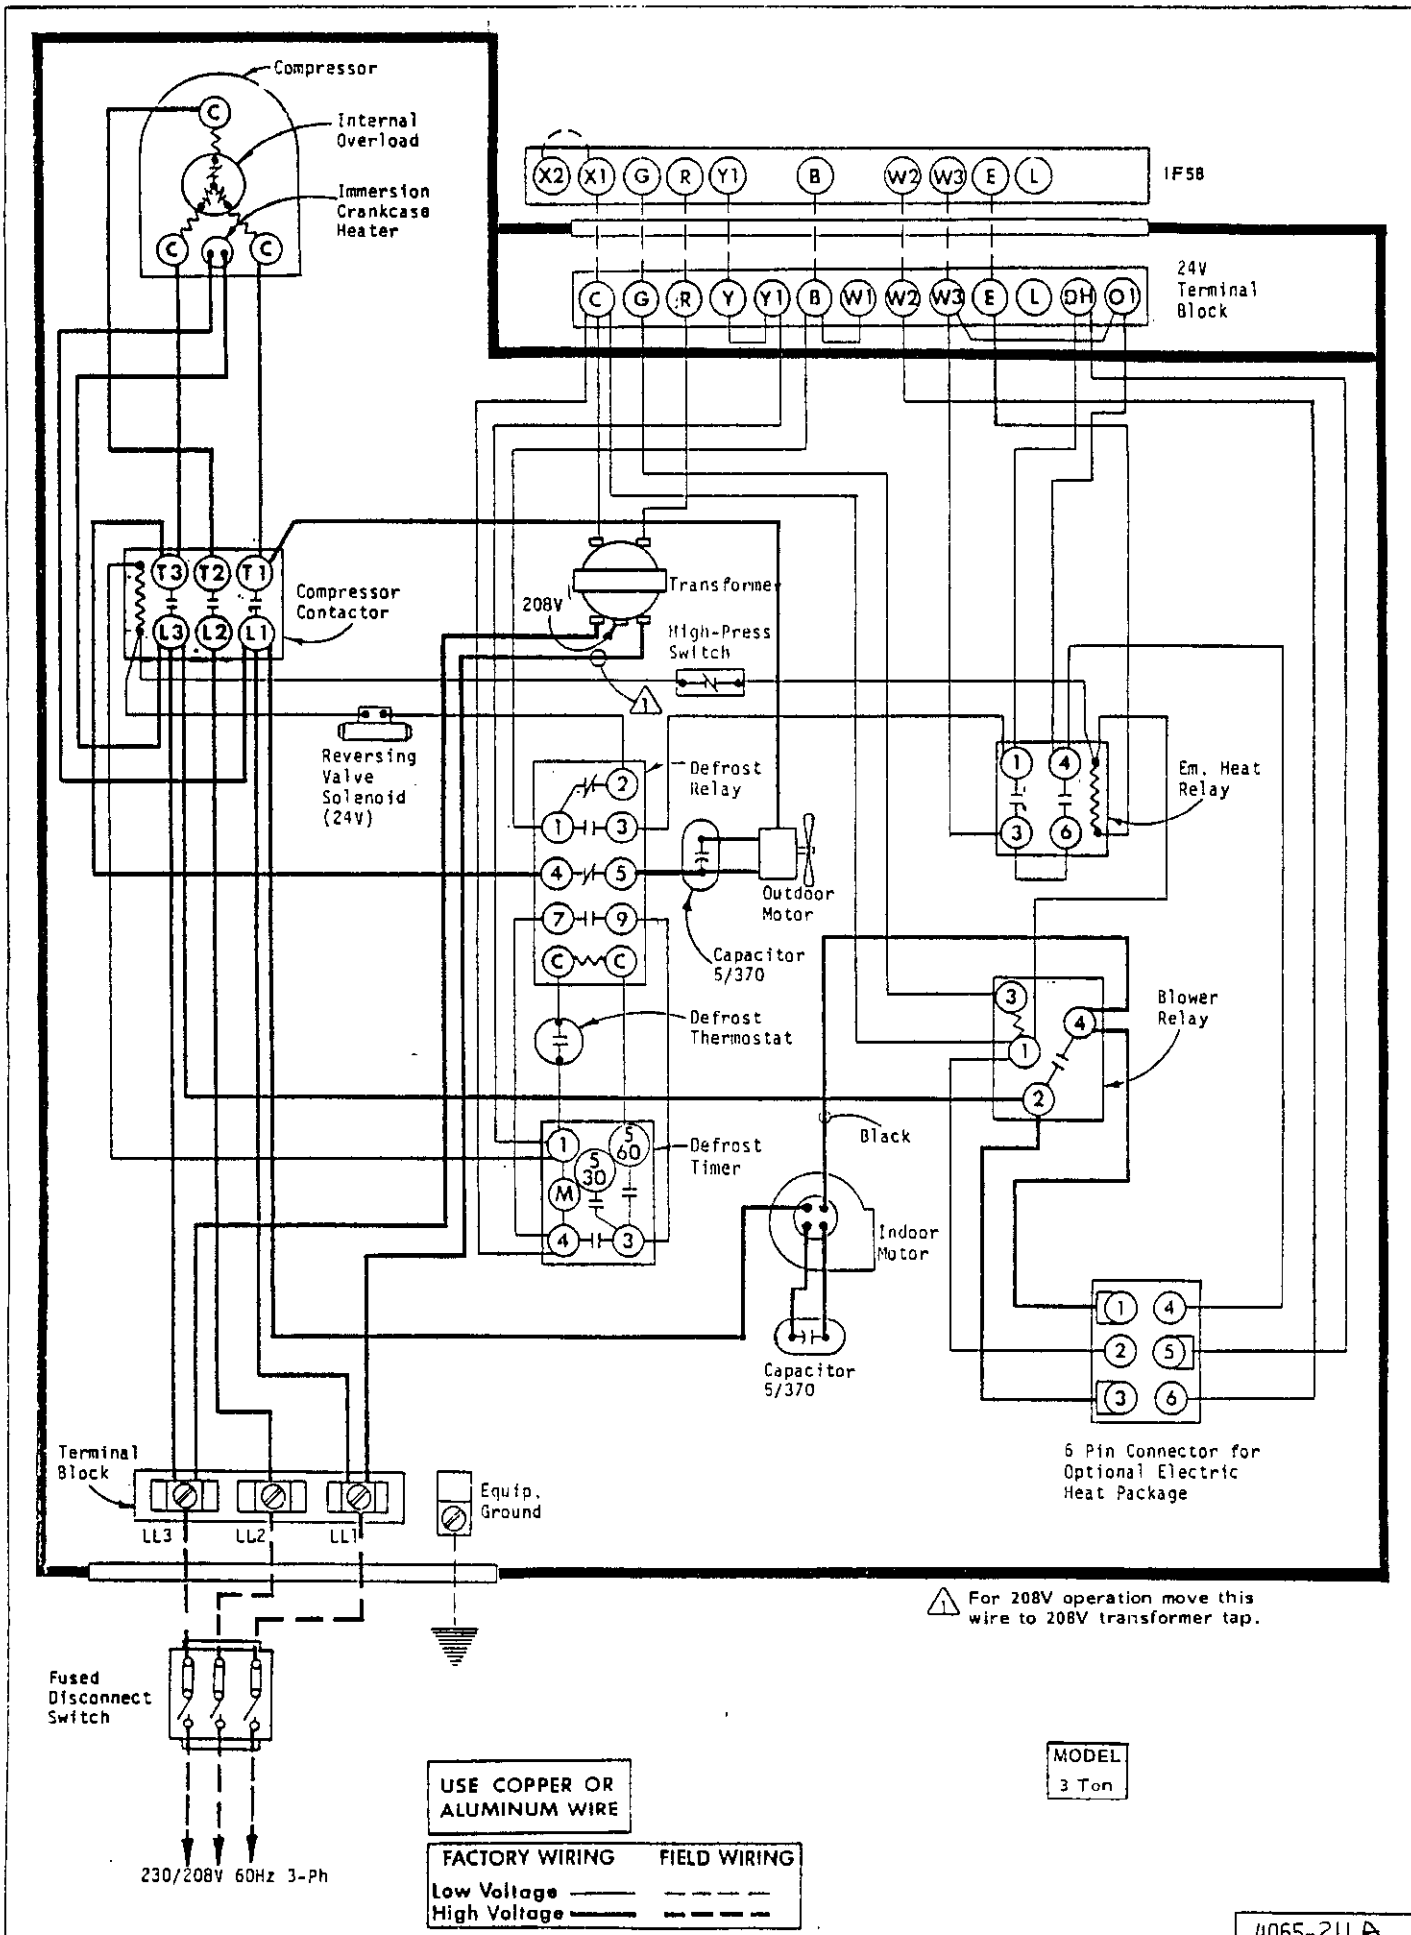 Compressor
C
Internal
Overload
Immersion
Crankcase
Heater
C
C
X2 X1 G R Y1 B W2 W3 E L
IF58
C G R Y Y1 B W1 W2 W3 E L DH O1
24V
Terminal
Block
T3 T2 T1
L3 L2 L1
Compressor
Contactor
Transformer
208V
High-Press
Switch
1
Reversing
Valve
Solenoid
(24V)
2
1 3
4 5
7 9
C C
Defrost
Relay
Outdoor
Motor
Capacitor
5/370
1 4
3 6
Em. Heat
Relay
Defrost
Thermostat
3
4
1
2
Blower
Relay
Black
1
5
30
5
60
M
4 3
Defrost
Timer
Indoor
Motor
Capacitor
5/370
1 4
2 5
3 6
6 Pin Connector for
Optional Electric
Heat Package
Terminal
Block
LL3 LL2 LL1
Equip.
Ground
1 For 208V operation move this
wire to 208V transformer tap.
Fused
Disconnect
Switch
230/208V 60Hz 3-Ph
MODEL
3 Ton
USE COPPER OR
ALUMINUM WIRE
FACTORY WIRING FIELD WIRING
Low Voltage
High Voltage